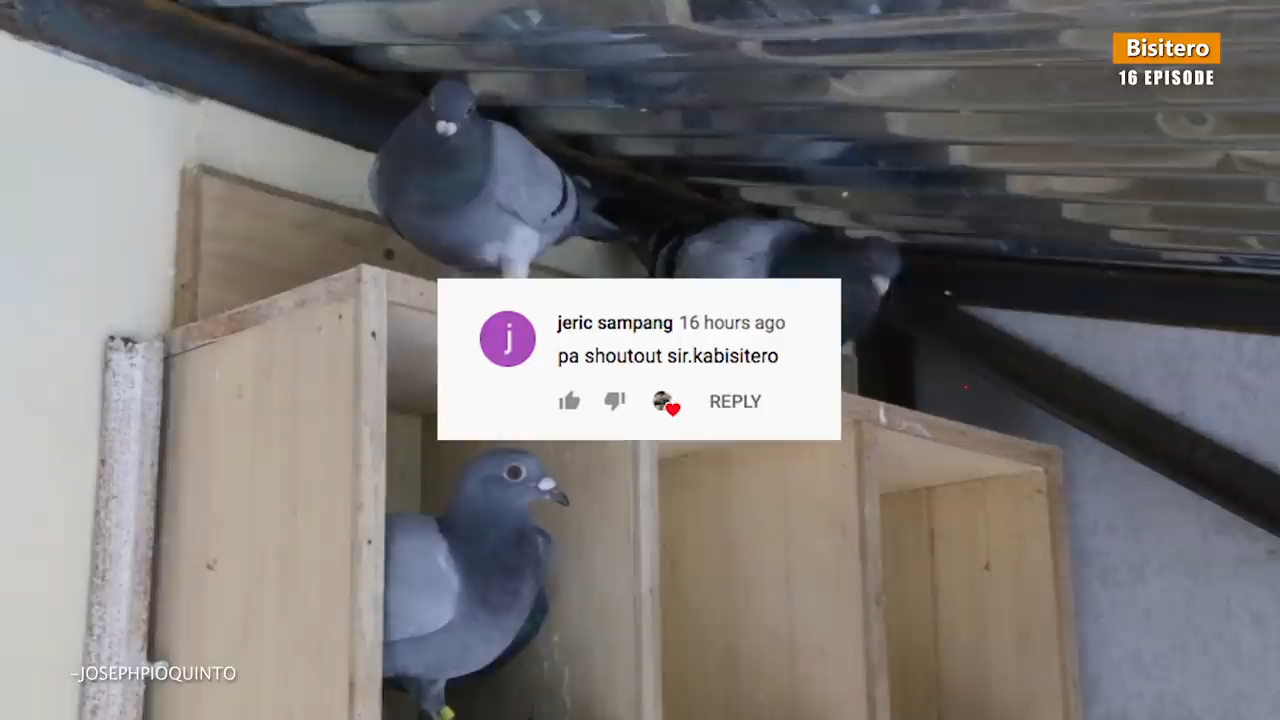 Bisitero
16 EPISODE
j
jeric sampang 16 hours ago
pa shoutout sir.kabisitero
REPLY
-JOSEPHPIOQUINTO